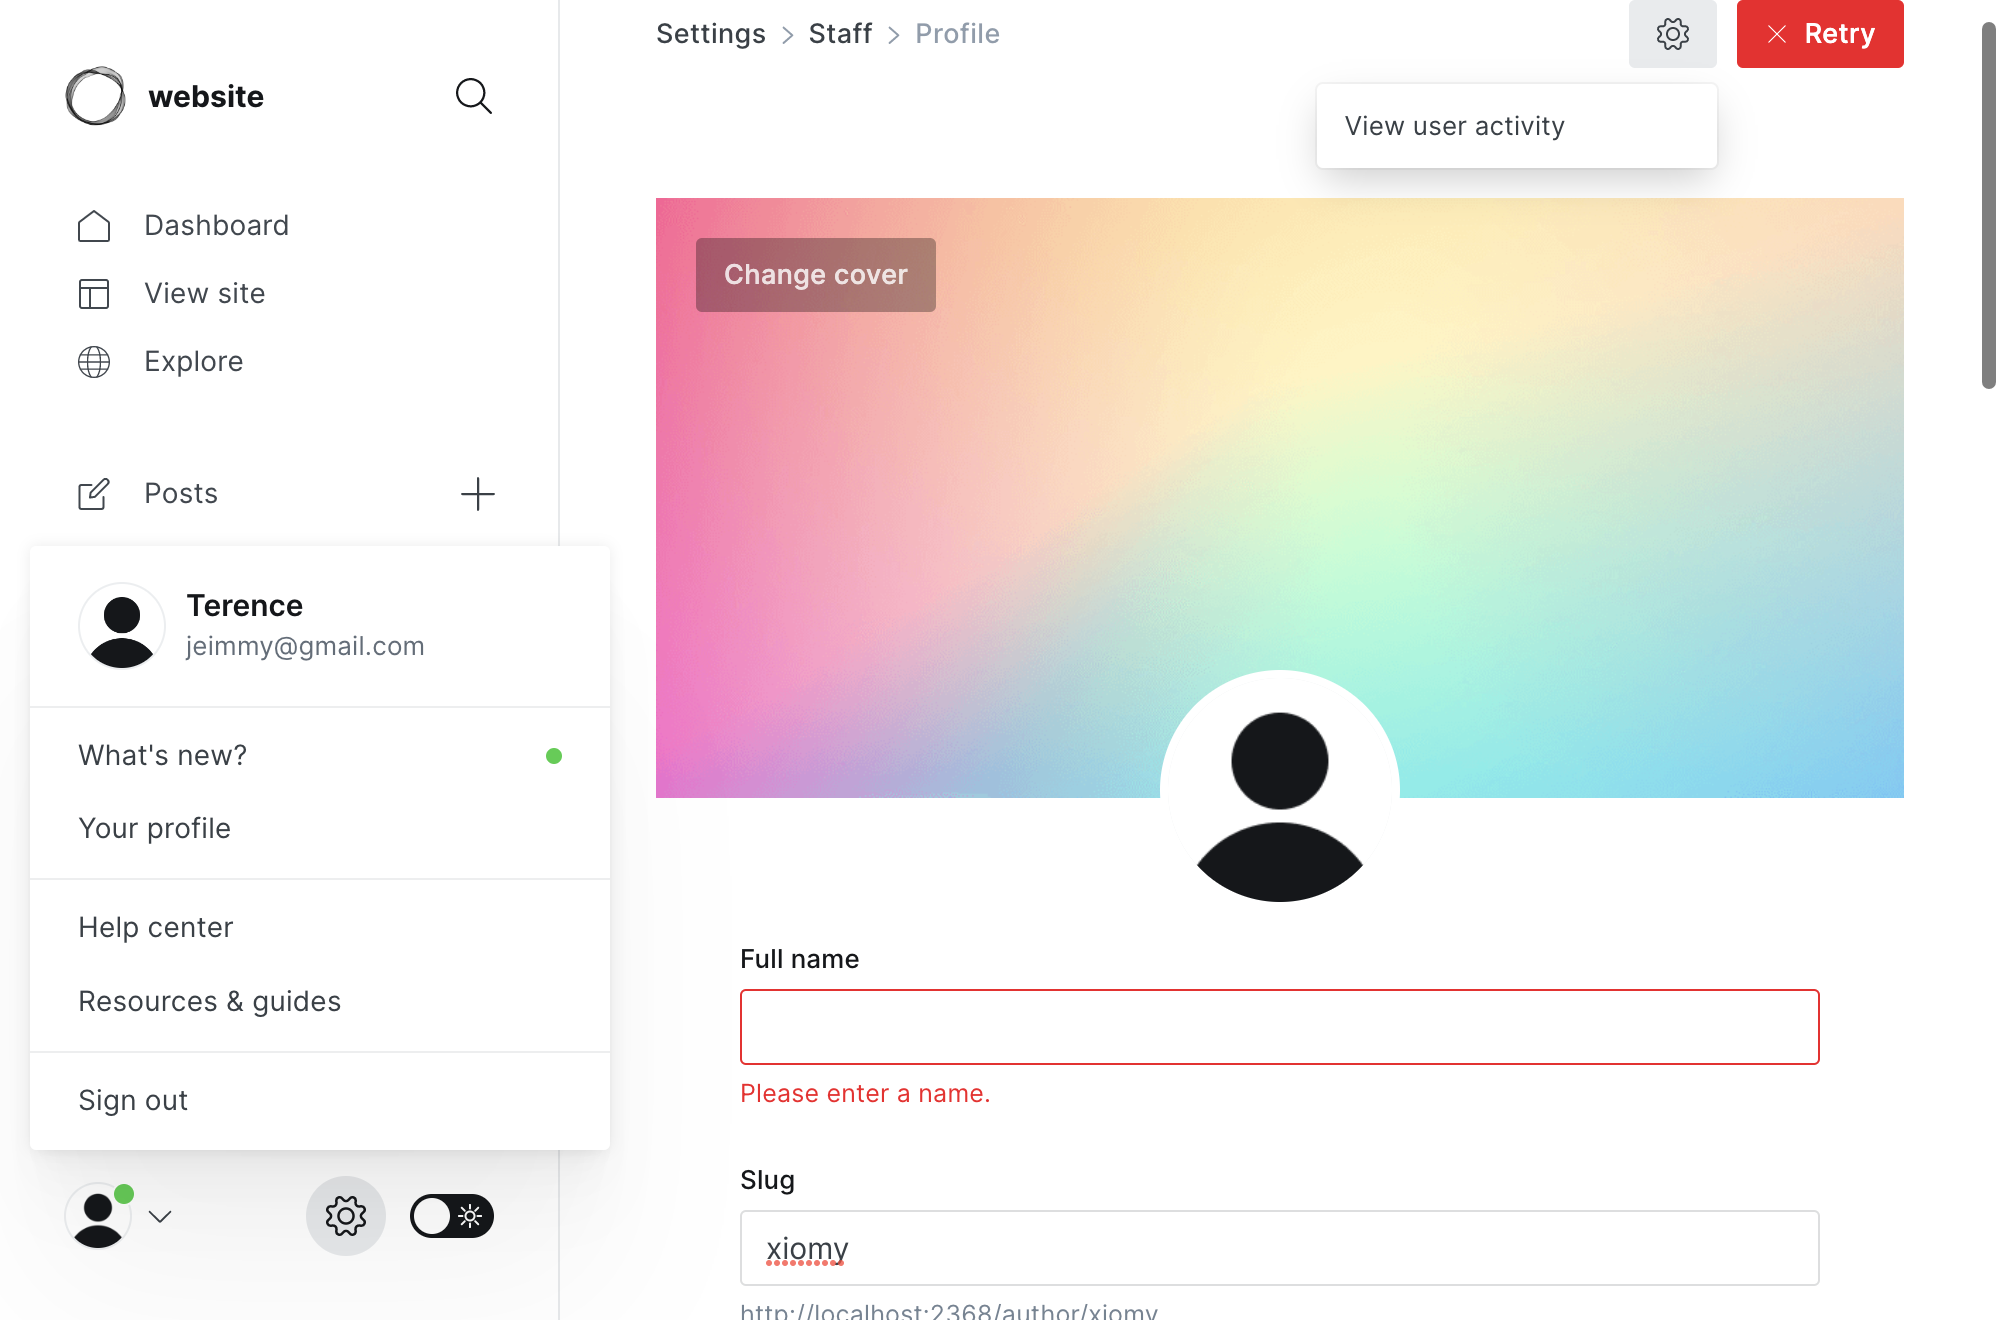 website
Dashboard
View site
Explore
Posts
Terence
jeimmy@gmail.com
What's new?
Your profile
Help center
Resources & guides
Sign out
Settings > Staff > Profile
Retry
View user activity
Change cover
Full name
Please enter a name.
Slug
xiomy
http://localhost:2368/author/xiomy